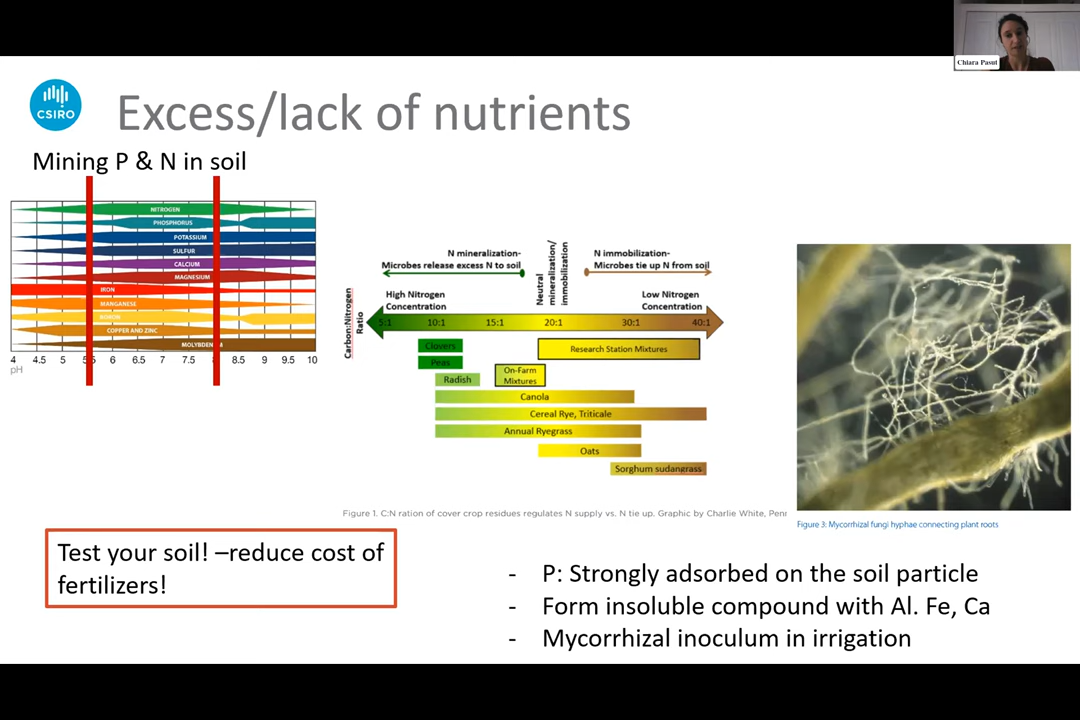 Chiara Pasut
CSIRO
Excess/lack of nutrients
Mining P & N in soil
NITROGEN
PHOSPHORUS
POTASSIUM
SULFUR
CALCIUM
MAGNESIUM
IRON
MANGANESE
BORON
COPPER AND ZINC
4 4.5 5 6 6.5 7 7.5 8.5 9 9.5 10
pH
N mineralization-
Microbes release excess N to soil
Neutral
mineralization/
immobilization
N immobilization-
Microbes tie up N from soil
Carbon:Nitrogen
Ratio
High Nitrogen
Concentration
Low Nitrogen
Concentration
5:1 10:1 15:1 20:1 30:1 40:1
Clovers
Research Station Mixtures
Peas
Radish
On-Farm
Mixtures
Canola
Cereal Rye, Triticale
Annual Ryegrass
Oats
Sorghum sudangrass
Figure 1. C:N ration of cover crop residues regulates N supply vs. N tie up. Graphic by Charlie White, Penn
Figure 3: Mycorrhizal fungi hyphae connecting plant roots
Test your soil! –reduce cost of
fertilizers!
- P: Strongly adsorbed on the soil particle
- Form insoluble compound with Al. Fe, Ca
- Mycorrhizal inoculum in irrigation